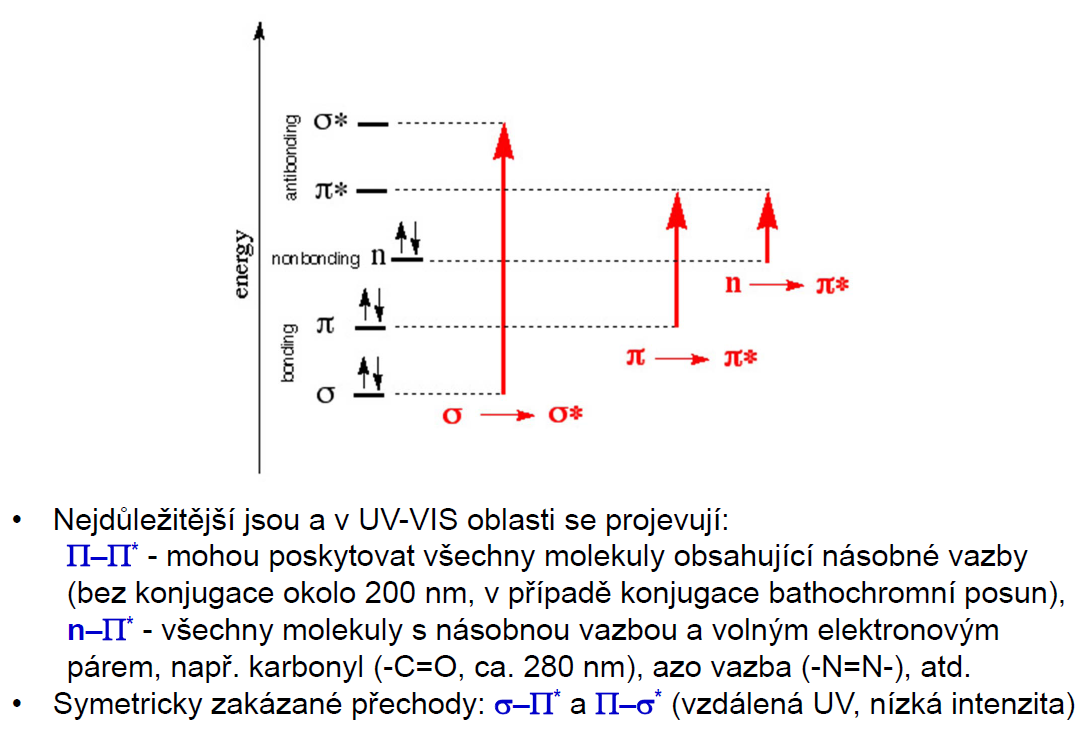 σ*
antibonding
π*
energy
nonbonding n
π
bonding
σ
n → π*
π → π*
σ → σ*
• Nejdůležitější jsou a v UV-VIS oblasti se projevují:
Π–Π* - mohou poskytovat všechny molekuly obsahující násobné vazby
(bez konjugace okolo 200 nm, v případě konjugace bathochromní posun),
n–Π* - všechny molekuly s násobnou vazbou a volným elektronovým
párem, např. karbonyl (-C=O, ca. 280 nm), azo vazba (-N=N-), atd.
• Symetricky zakázané přechody: σ–Π* a Π–σ* (vzdálená UV, nízká intenzita)